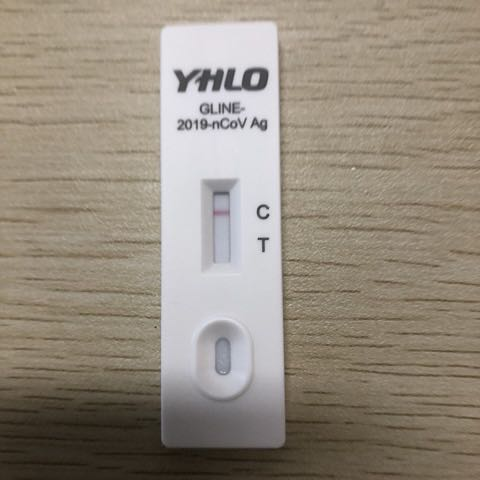 YHLO
GLINE-
2019-nCoV Ag
C
T